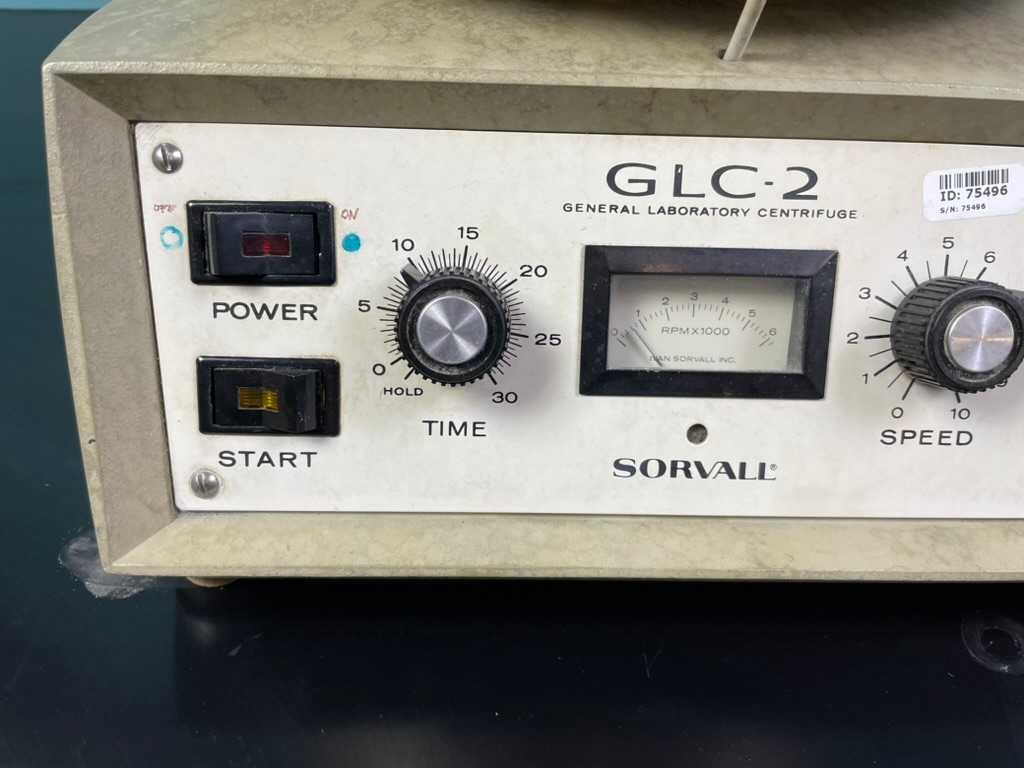 GLC-2
GENERAL LABORATORY CENTRIFUGE
ID: 75496
S/N: 75496
ON
POWER
START
0
5
10
15
20
25
30
HOLD
TIME
0 1 2 3 4 5 6
RPM X 1000
IVAN SORVALL INC.
SORVALL®
0
1
2
3
4
5
6
10
SPEED